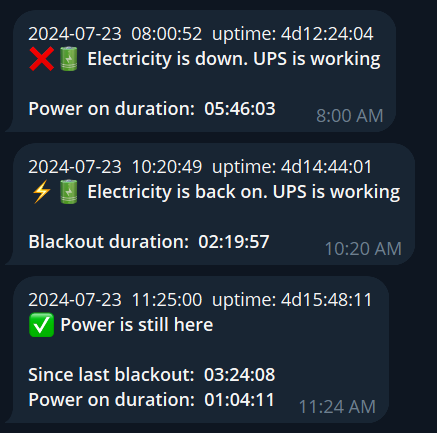 2024-07-23 08:00:52 uptime: 4d12:24:04
❌🔋 Electricity is down. UPS is working
Power on duration: 05:46:03
8:00 AM
2024-07-23 10:20:49 uptime: 4d14:44:01
⚡🔋 Electricity is back on. UPS is working
Blackout duration: 02:19:57
10:20 AM
2024-07-23 11:25:00 uptime: 4d15:48:11
✅ Power is still here
Since last blackout: 03:24:08
Power on duration: 01:04:11
11:24 AM